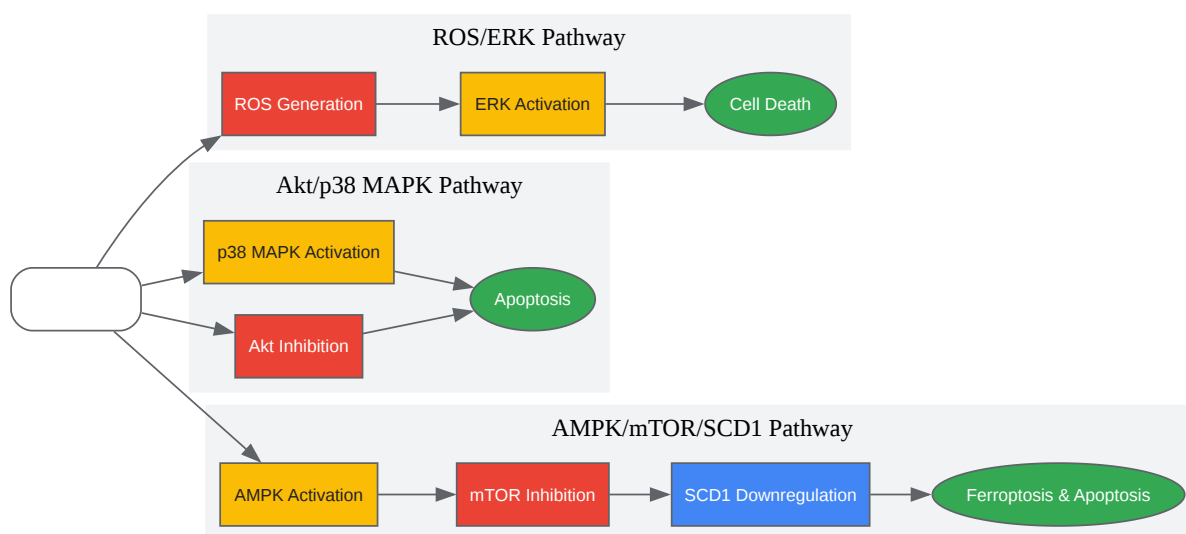 ROS/ERK Pathway
ROS Generation
ERK Activation
Cell Death
Akt/p38 MAPK Pathway
p38 MAPK Activation
Apoptosis
Akt Inhibition
AMPK/mTOR/SCD1 Pathway
AMPK Activation
mTOR Inhibition
SCD1 Downregulation
Ferroptosis & Apoptosis